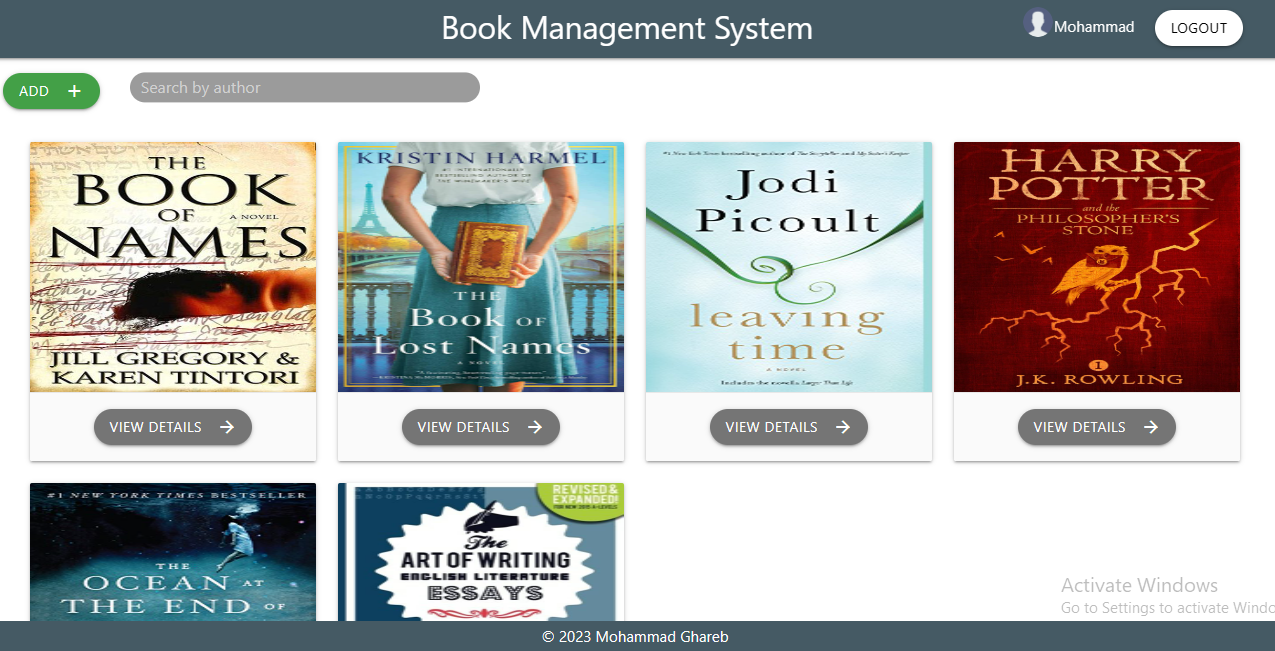 Book Management System
Mohammad
LOGOUT
ADD
Search by author
THE
BOOK
OF
A NOVEL
NAMES
JILL GREGORY &
KAREN TINTORI
VIEW DETAILS
KRISTIN HARMEL
#1 INTERNATIONALLY
BESTSELLING AUTHOR OF
THE WINEMAKER'S WIFE
THE
Book OF
Lost Names
A NOVEL
VIEW DETAILS
#1 New York Times bestselling author of The Storyteller and My Sister's Keeper
Jodi
Picoult
leaving
time
A NOVEL
Includes the novella Larger Than Life
VIEW DETAILS
HARRY
POTTER
and the
PHILOSOPHER'S
STONE
1
J.K. ROWLING
VIEW DETAILS
#1 NEW YORK TIMES BESTSELLER
THE
OCEAN AT
THE END OF
REVISED &
EXPANDED!
FOR NEW 2015 A-LEVELS
The
ART OF WRITING
ENGLISH LITERATURE
ESSAYS
Activate Windows
Go to Settings to activate Windo
© 2023 Mohammad Ghareb